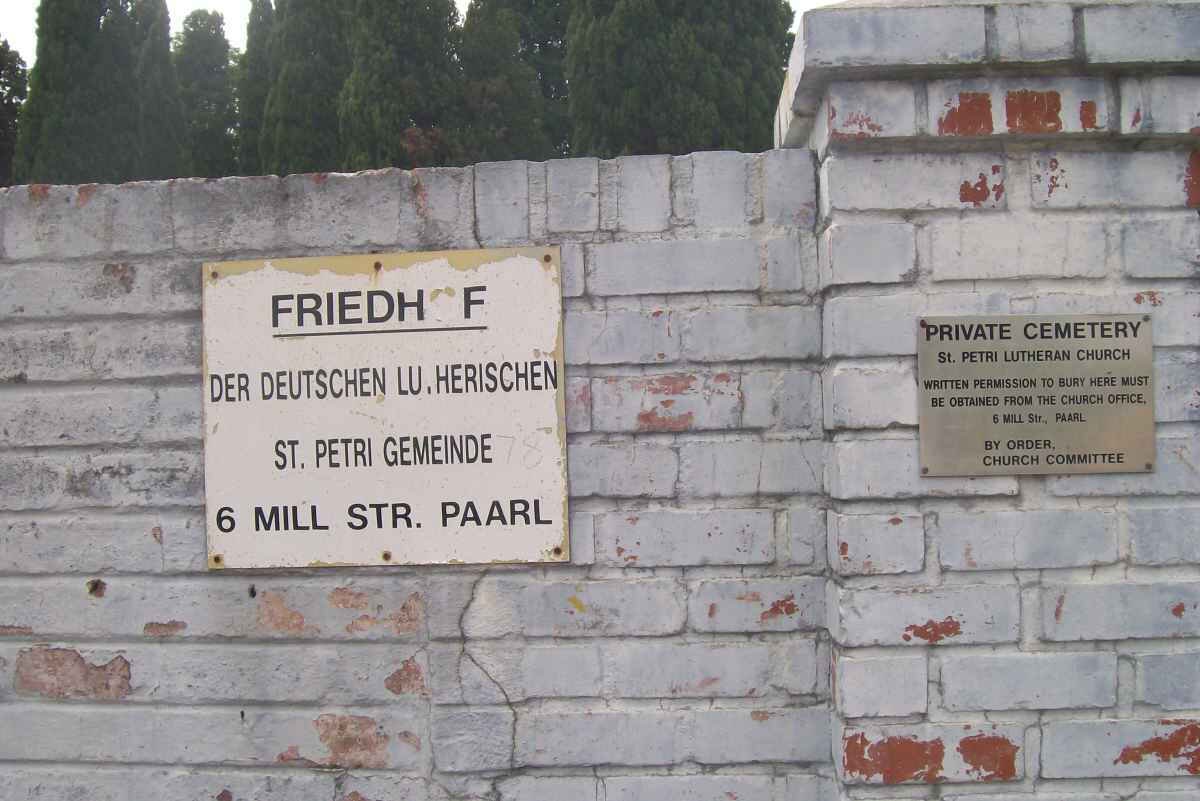 FRIEDH F
DER DEUTSCHEN LU.HERISCHEN
ST. PETRI GEMEINDE 78
6 MILL STR. PAARL
PRIVATE CEMETERY
St. PETRI LUTHERAN CHURCH
WRITTEN PERMISSION TO BURY HERE MUST
BE OBTAINED FROM THE CHURCH OFFICE,
6 MILL Str., PAARL
BY ORDER,
CHURCH COMMITTEE